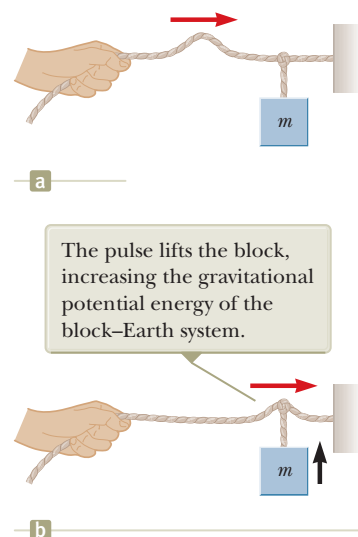 m
a
The pulse lifts the block,
increasing the gravitational
potential energy of the
block–Earth system.
m
b